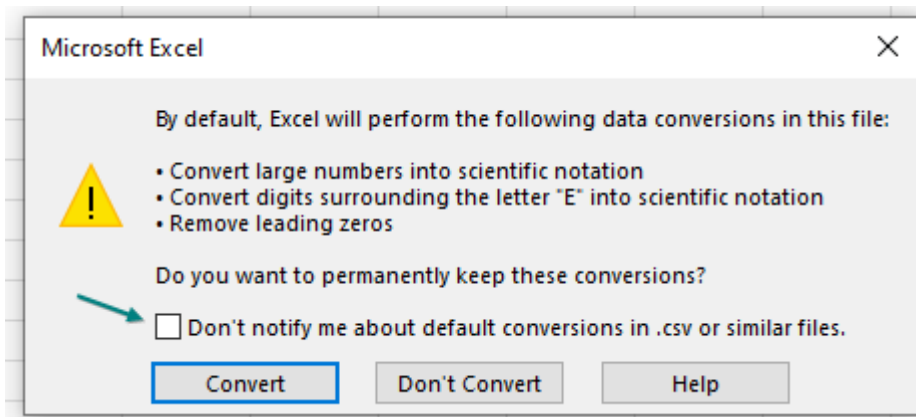 Microsoft Excel
By default, Excel will perform the following data conversions in this file:
• Convert large numbers into scientific notation
• Convert digits surrounding the letter "E" into scientific notation
• Remove leading zeros
Do you want to permanently keep these conversions?
Don't notify me about default conversions in .csv or similar files.
Convert Don't Convert Help